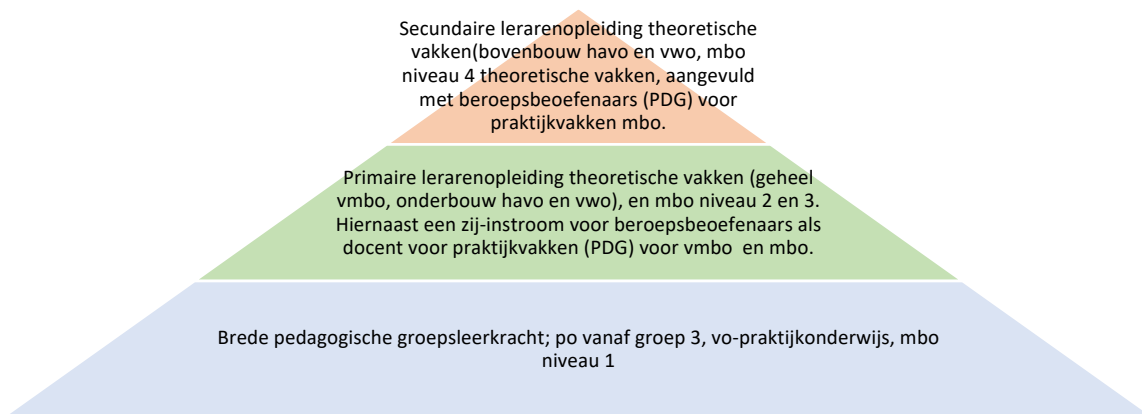 Secundaire lerarenopleiding theoretische
vakken(bovenbouw havo en vwo, mbo
niveau 4 theoretische vakken, aangevuld
met beroepsbeoefenaars (PDG) voor
praktijkvakken mbo.
Primaire lerarenopleiding theoretische vakken (geheel
vmbo, onderbouw havo en vwo), en mbo niveau 2 en 3.
Hiernaast een zij-instroom voor beroepsbeoefenaars als
docent voor praktijkvakken (PDG) voor vmbo en mbo.
Brede pedagogische groepsleerkracht; po vanaf groep 3, vo-praktijkonderwijs, mbo
niveau 1